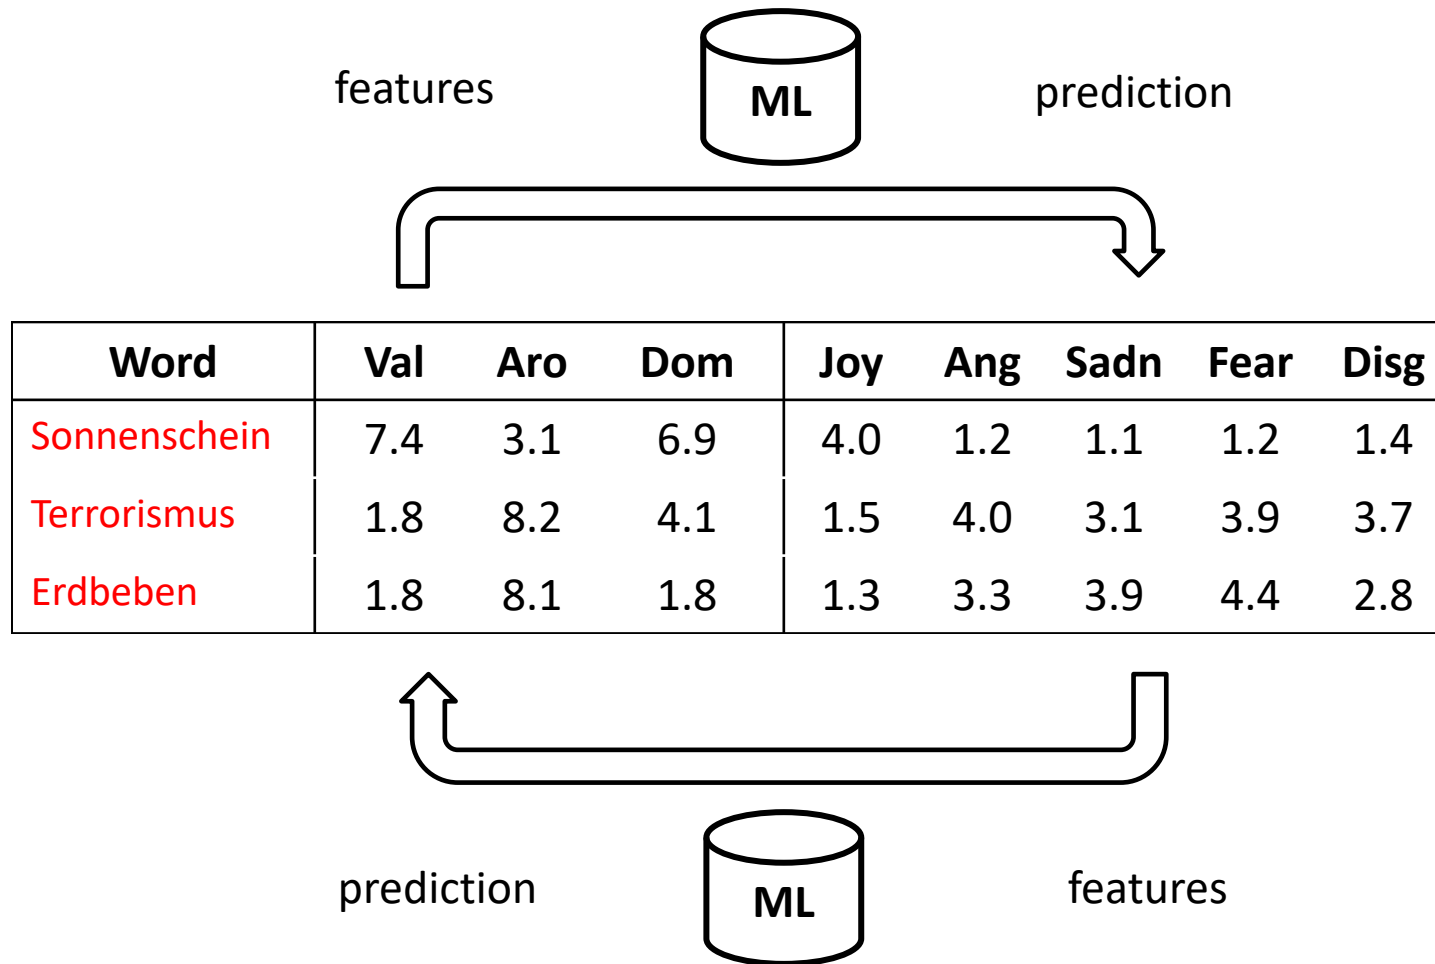 features ML prediction
Word Val Aro Dom Joy Ang Sadn Fear Disg
Sonnenschein 7.4 3.1 6.9 4.0 1.2 1.1 1.2 1.4
Terrorismus 1.8 8.2 4.1 1.5 4.0 3.1 3.9 3.7
Erdbeben 1.8 8.1 1.8 1.3 3.3 3.9 4.4 2.8
prediction ML features